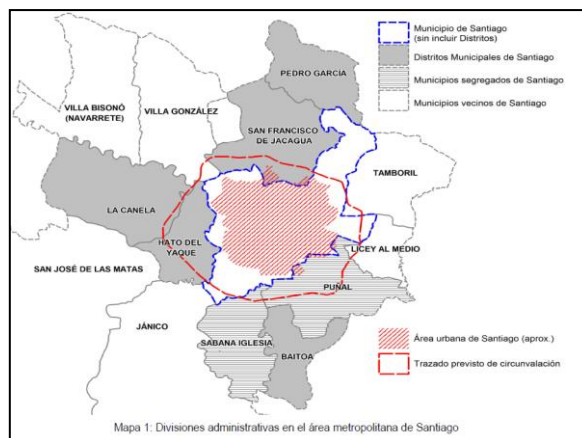 Municipio de Santiago
(sin incluir Distritos)
Distritos Municipales de Santiago
Municipios segregados de Santiago
Municipios vecinos de Santiago
PEDRO GARCÍA
VILLA BISONÓ
(NAVARRETE)
VILLA GONZÁLEZ
SAN FRANCISCO
DE JACAGUA
TAMBORIL
LA CANELA
HATO DEL
YAQUE
LICEY AL MEDIO
SAN JOSÉ DE LAS MATAS
PUÑAL
JÁNICO
SABANA IGLESIA
BAITOA
Área urbana de Santiago (aprox.)
Trazado previsto de circunvalación
Mapa 1: Divisiones administrativas en el área metropolitana de Santiago